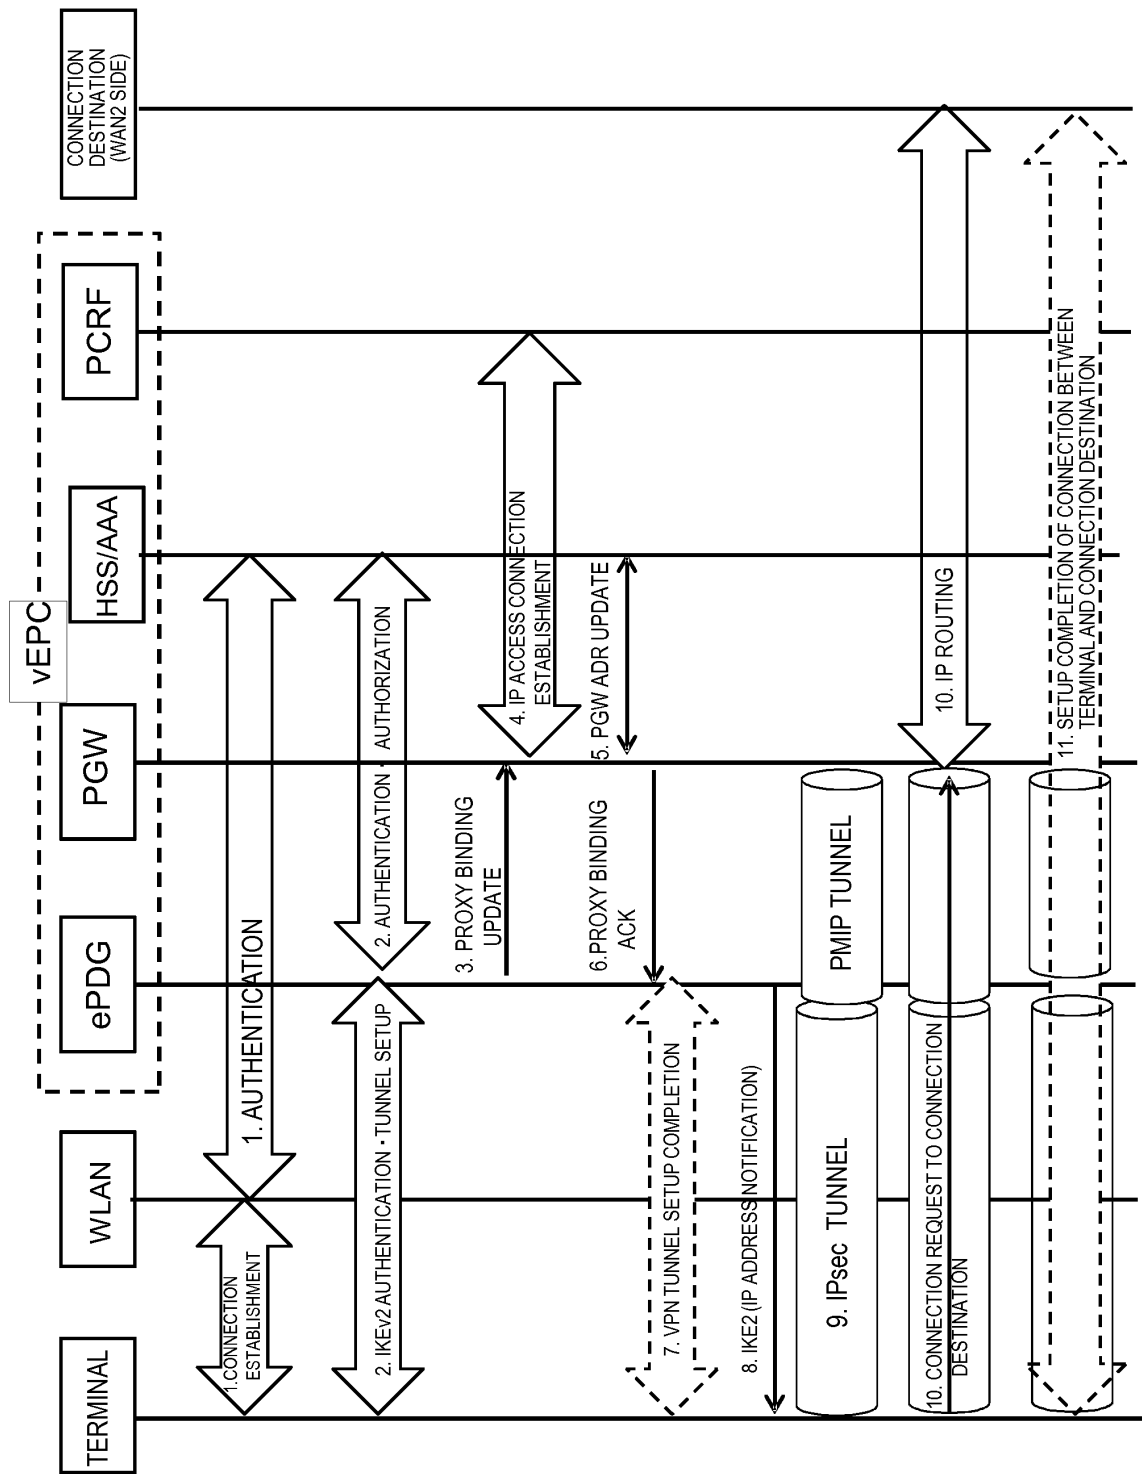 vEPC
TERMINAL
WLAN
ePDG
PGW
HSS/AAA
PCRF
CONNECTION
DESTINATION
(WAN2 SIDE)
1.CONNECTION
ESTABLISHMENT
1. AUTHENTICATION
2. IKEv2 AUTHENTICATION・TUNNEL SETUP
2. AUTHENTICATION・ AUTHORIZATION
3. PROXY BINDING
UPDATE
4. IP ACCESS CONNECTION
ESTABLISHMENT
5. PGW ADR UPDATE
6.PROXY BINDING
ACK
7. VPN TUNNEL SETUP COMPLETION
8. IKE2 (IP ADDRESS NOTIFICATION)
9. IPsec TUNNEL
PMIP TUNNEL
10. CONNECTION REQUEST TO CONNECTION
DESTINATION
10. IP ROUTING
11. SETUP COMPLETION OF CONNECTION BETWEEN
TERMINAL AND CONNECTION DESTINATION